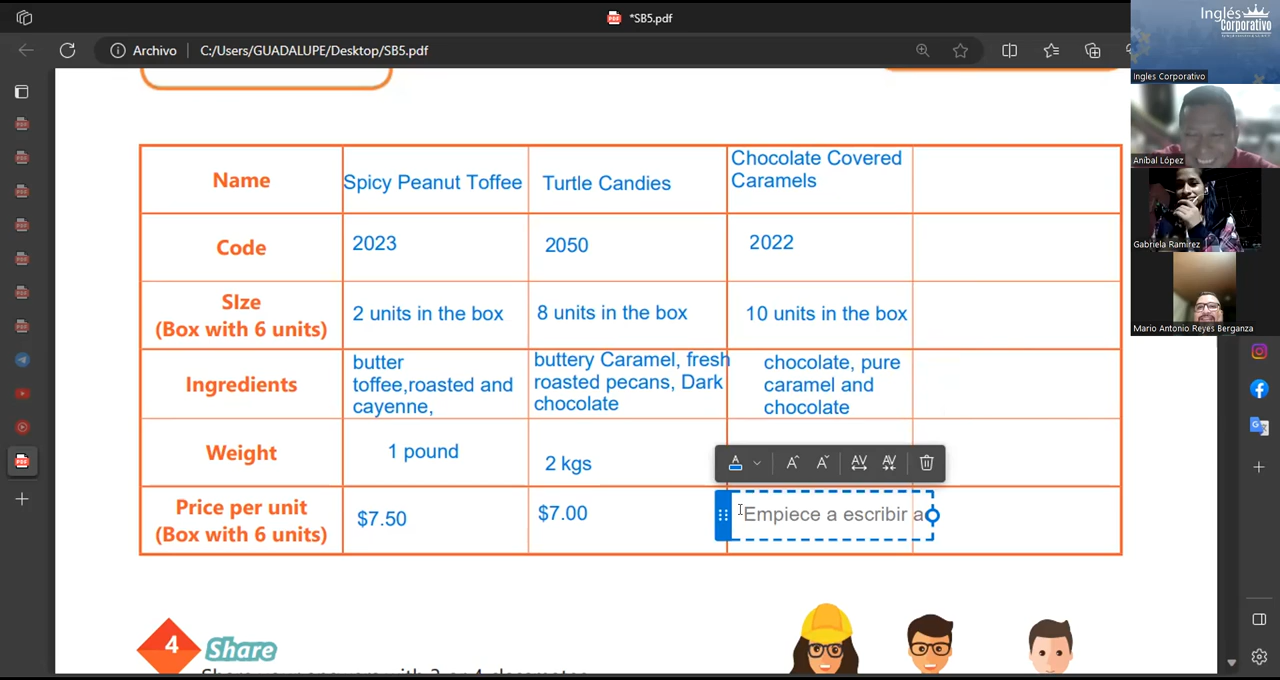 *SB5.pdf
Archivo
C:/Users/GUADALUPE/Desktop/SB5.pdf
Inglés
Corporativo
Ingles Corporativo
Aníbal López
Gabriela Ramírez
Mario Antonio Reyes Berganza
Name
Spicy Peanut Toffee
Turtle Candies
Chocolate Covered
Caramels
Code
2023
2050
2022
SIze
(Box with 6 units)
2 units in the box
8 units in the box
10 units in the box
Ingredients
butter
toffee,roasted and
cayenne,
buttery Caramel, fresh
roasted pecans, Dark
chocolate
chocolate, pure
caramel and
chocolate
Weight
1 pound
2 kgs
Price per unit
(Box with 6 units)
$7.50
$7.00
Empiece a escribir a
4
Share